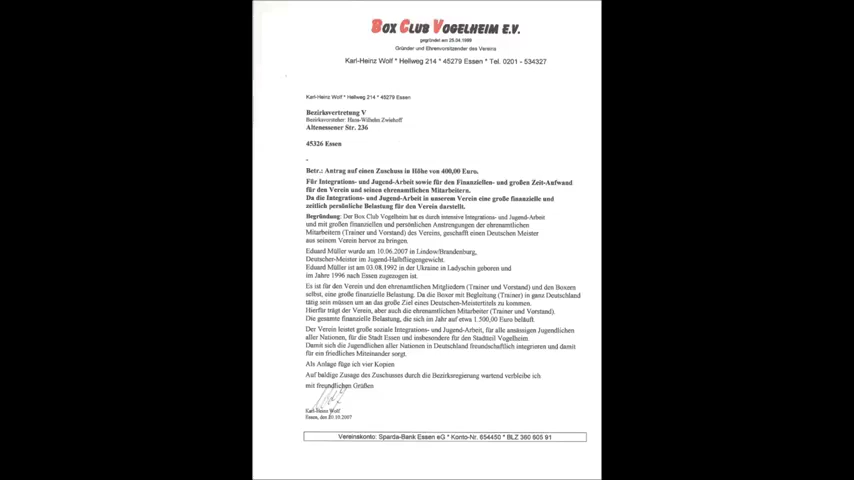 BOX CLUB VOGELHEIM E.V.
gegründet am 25.04.1989
Gründer und Ehrenvorsitzender des Vereins
Karl-Heinz Wolf * Hellweg 214 * 45279 Essen * Tel. 0201 - 534327
Karl-Heinz Wolf * Hellweg 214 * 45279 Essen
Bezirksvertretung V
Bezirksvorsteher Hans-Wilhelm Zwiehoff
Altenessener Str. 236
45326 Essen
-
Betr.: Antrag auf einen Zuschuss in Höhe von 400,00 Euro.
Für Integrations- und Jugend-Arbeit sowie für den Finanziellen- und großen Zeit-Aufwand
für den Verein und seinen ehrenamtlichen Mitarbeitern.
Da die Integrations- und Jugend-Arbeit in unserem Verein eine große finanzielle und
zeitlich persönliche Belastung für den Verein darstellt.
Begründung: Der Box Club Vogelheim hat es durch intensive Integrations- und Jugend-Arbeit
und mit großen finanziellen und persönlichen Anstrengungen der ehrenamtlichen
Mitarbeitern (Trainer und Vorstand) des Vereins, geschafft einen Deutschen Meister
aus seinem Verein hervor zu bringen.
Eduard Müller wurde am 10.06.2007 in Lindow/Brandenburg,
Deutscher-Meister im Jugend-Halbfliegengewicht.
Eduard Müller ist am 03.08.1992 in der Ukraine in Ladyschin geboren und
im Jahre 1996 nach Essen zugezogen ist.
Es ist für den Verein und den ehrenamtlichen Mitgliedern (Trainer und Vorstand) und den Boxern
selbst, eine große finanzielle Belastung. Da die Boxer mit Begleitung (Trainer) in ganz Deutschland
tätig sein müssen um an das große Ziel eines Deutschen-Meistertitels zu kommen.
Hierfür trägt der Verein, aber auch die ehrenamtlichen Mitarbeiter (Trainer und Vorstand).
Die gesamte finanzielle Belastung, die sich im Jahr auf etwa 1.500,00 Euro beläuft.
Der Verein leistet große soziale Integrations- und Jugend-Arbeit, für alle ansässigen Jugendlichen
aller Nationen, für die Stadt Essen und insbesondere für den Stadtteil Vogelheim.
Damit sich die Jugendlichen aller Nationen in Deutschland freundschaftlich integrieren und damit
für ein friedliches Miteinander sorgt.
Als Anlage füge ich vier Kopien
Auf baldige Zusage des Zuschusses durch die Bezirksregierung wartend verbleibe ich
mit freundlichen Grüßen
Karl-Heinz Wolf
Essen, den 10.10.2007
Vereinskonto: Sparda-Bank Essen eG * Konto-Nr. 654450 * BLZ 360 605 91